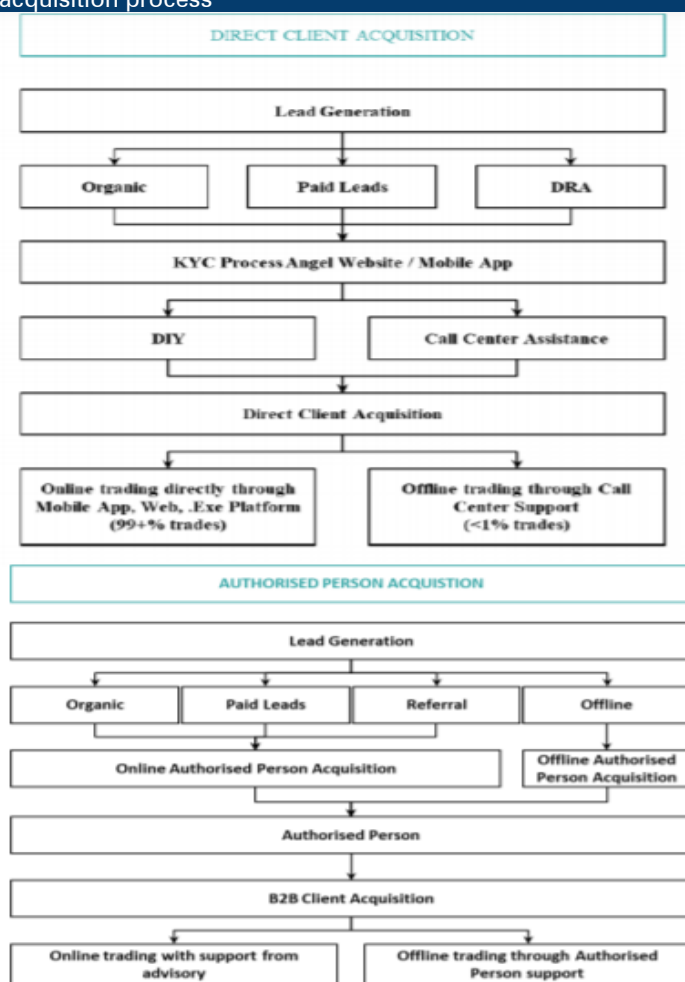 acquisition process
DIRECT CLIENT ACQUISITION
Lead Generation
Organic
Paid Leads
DRA
KYC Process Angel Website / Mobile App
DIY
Call Center Assistance
Direct Client Acquisition
Online trading directly through
Mobile App, Web, .Exe Platform
(99+% trades)
Offline trading through Call
Center Support
(<1% trades)
AUTHORISED PERSON ACQUISTION
Lead Generation
Organic
Paid Leads
Referral
Offline
Online Authorised Person Acquisition
Offline Authorised
Person Acquisition
Authorised Person
B2B Client Acquisition
Online trading with support from
advisory
Offline trading through Authorised
Person support